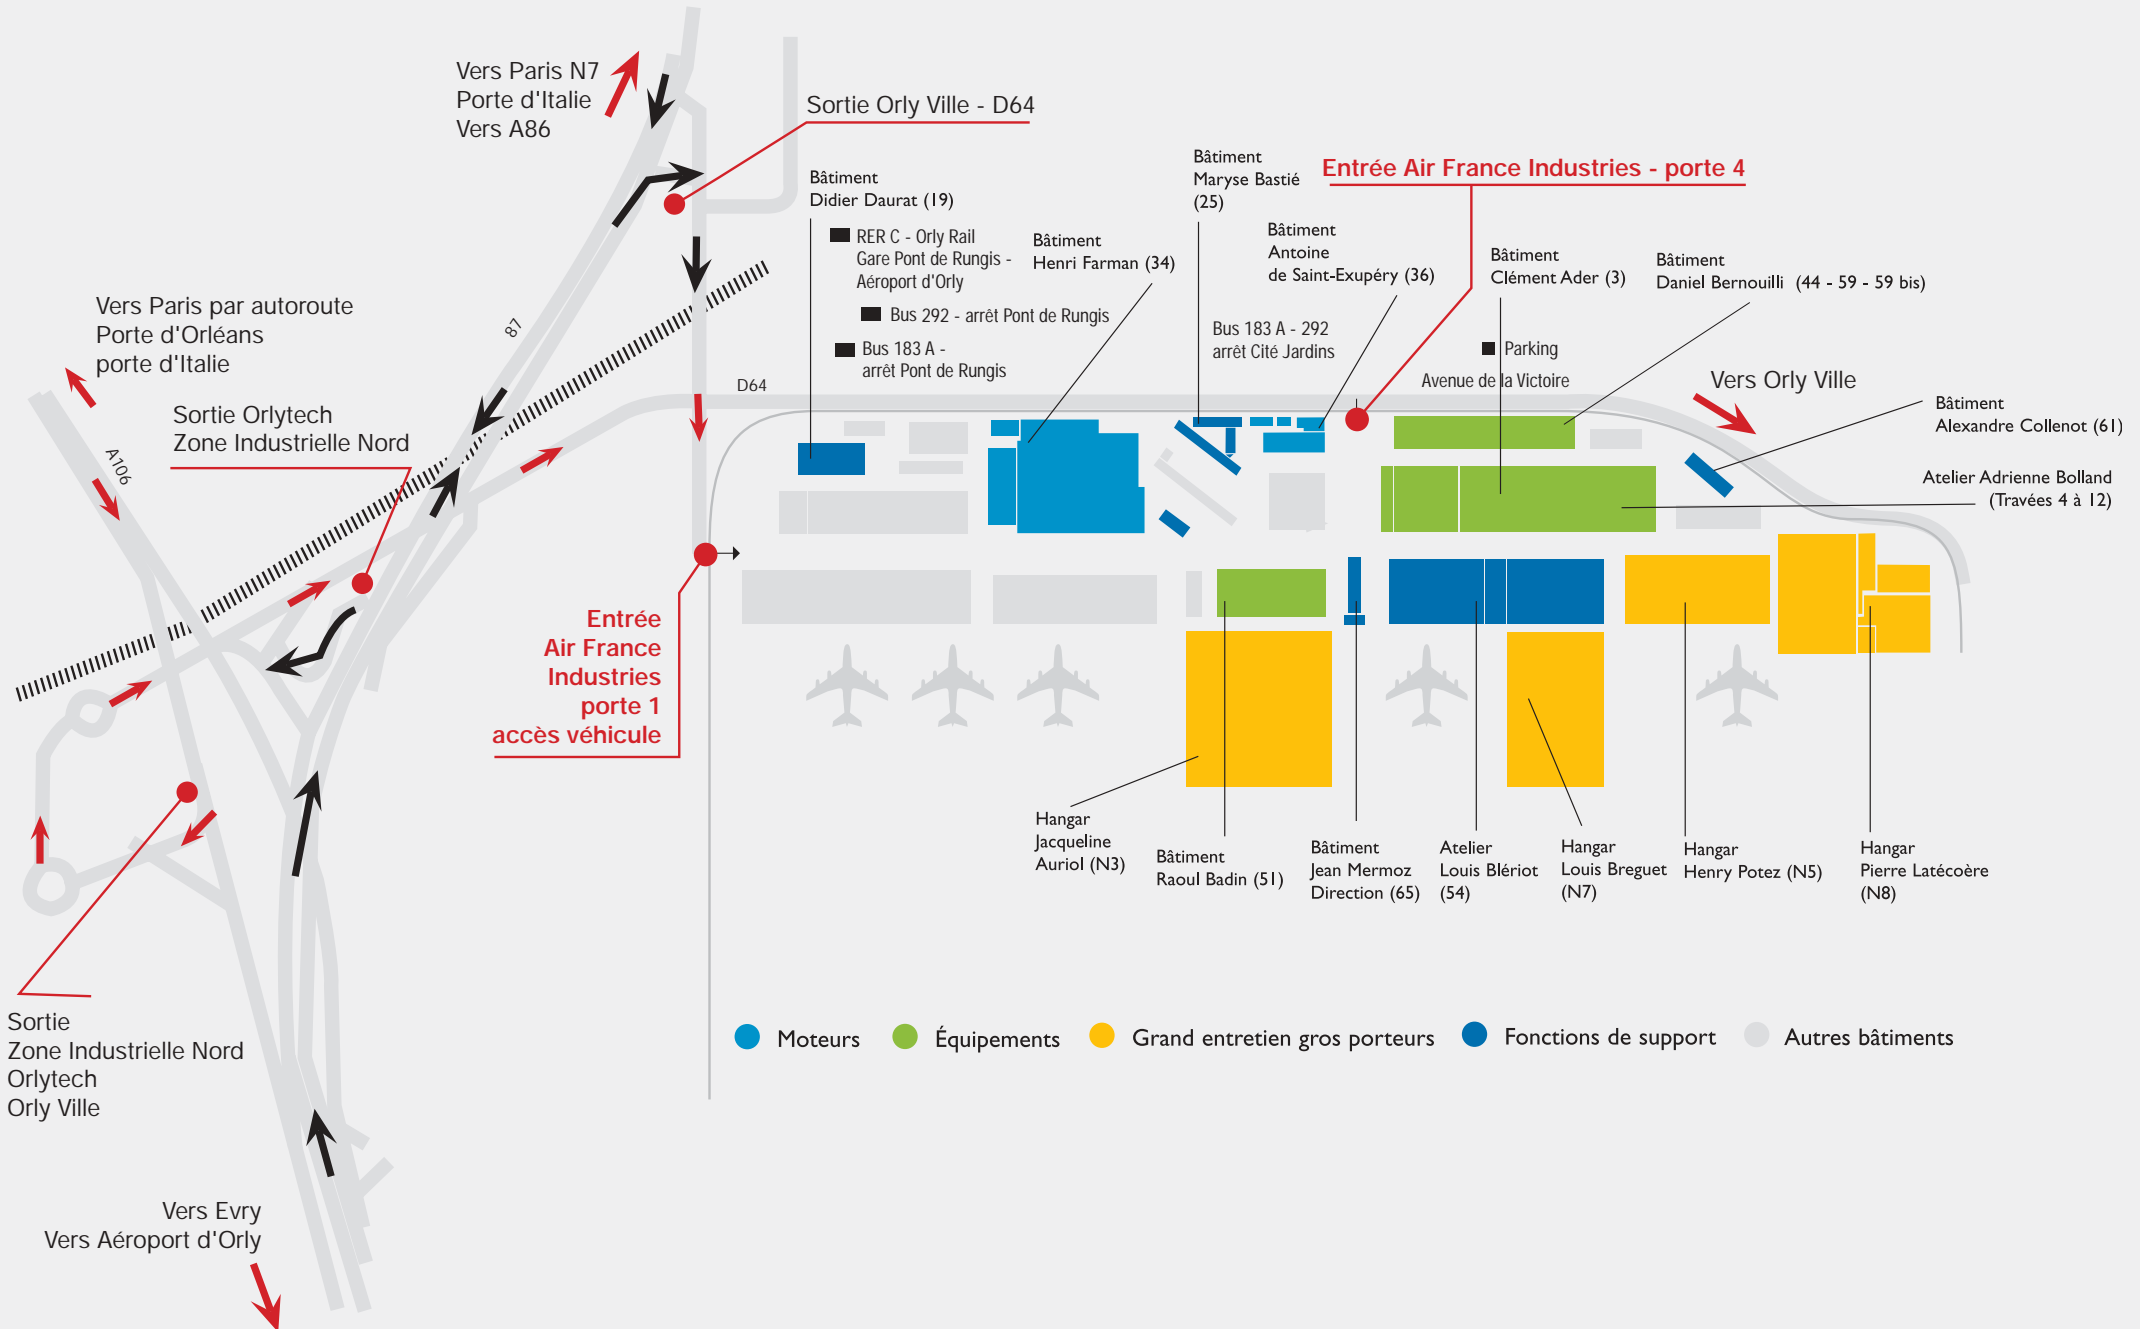 Vers Paris N7
Porte d'Italie
Vers A86
Sortie Orly Ville - D64
Bâtiment
Didier Daurat (19)
RER C - Orly Rail
Gare Pont de Rungis -
Aéroport d'Orly
Bus 292 - arrêt Pont de Rungis
Bus 183 A -
arrêt Pont de Rungis
Bâtiment
Henri Farman (34)
Bâtiment
Maryse Bastié
(25)
Entrée Air France Industries - porte 4
Bâtiment
Antoine
de Saint-Exupéry (36)
Bus 183 A - 292
arrêt Cité Jardins
Bâtiment
Clément Ader (3)
Parking
Avenue de la Victoire
Bâtiment
Daniel Bernouilli (44 - 59 - 59 bis)
Vers Orly Ville
Bâtiment
Alexandre Collenot (61)
Atelier Adrienne Bolland
(Travées 4 à 12)
Vers Paris par autoroute
Porte d'Orléans
porte d'Italie
87
D64
Sortie Orlytech
Zone Industrielle Nord
A106
Entrée
Air France
Industries
porte 1
accès véhicule
Hangar
Jacqueline
Auriol (N3)
Bâtiment
Raoul Badin (51)
Bâtiment
Jean Mermoz
Direction (65)
Atelier
Louis Blériot
(54)
Hangar
Louis Breguet
(N7)
Hangar
Henry Potez (N5)
Hangar
Pierre Latécoère
(N8)
Sortie
Zone Industrielle Nord
Orlytech
Orly Ville
Moteurs
Équipements
Grand entretien gros porteurs
Fonctions de support
Autres bâtiments
Vers Evry
Vers Aéroport d'Orly